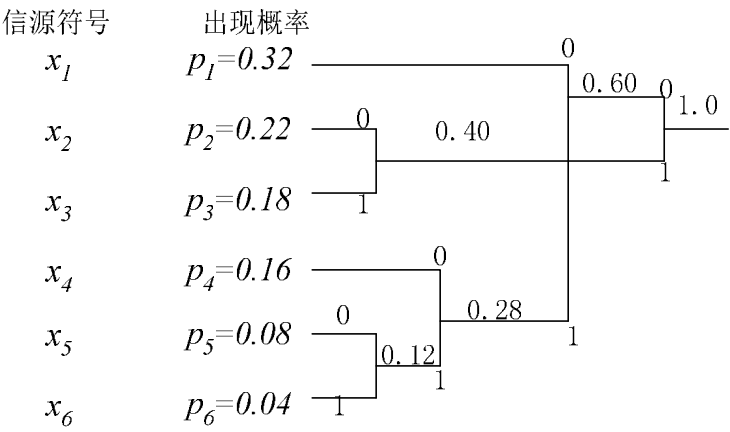 信源符号 出现概率
x1 p1=0.32 0
0.60 0
1.0
x2 p2=0.22 0 0.40
1
x3 p3=0.18 1
x4 p4=0.16 0
0.28
x5 p5=0.08 0 1
0.12
1
x6 p6=0.04 1